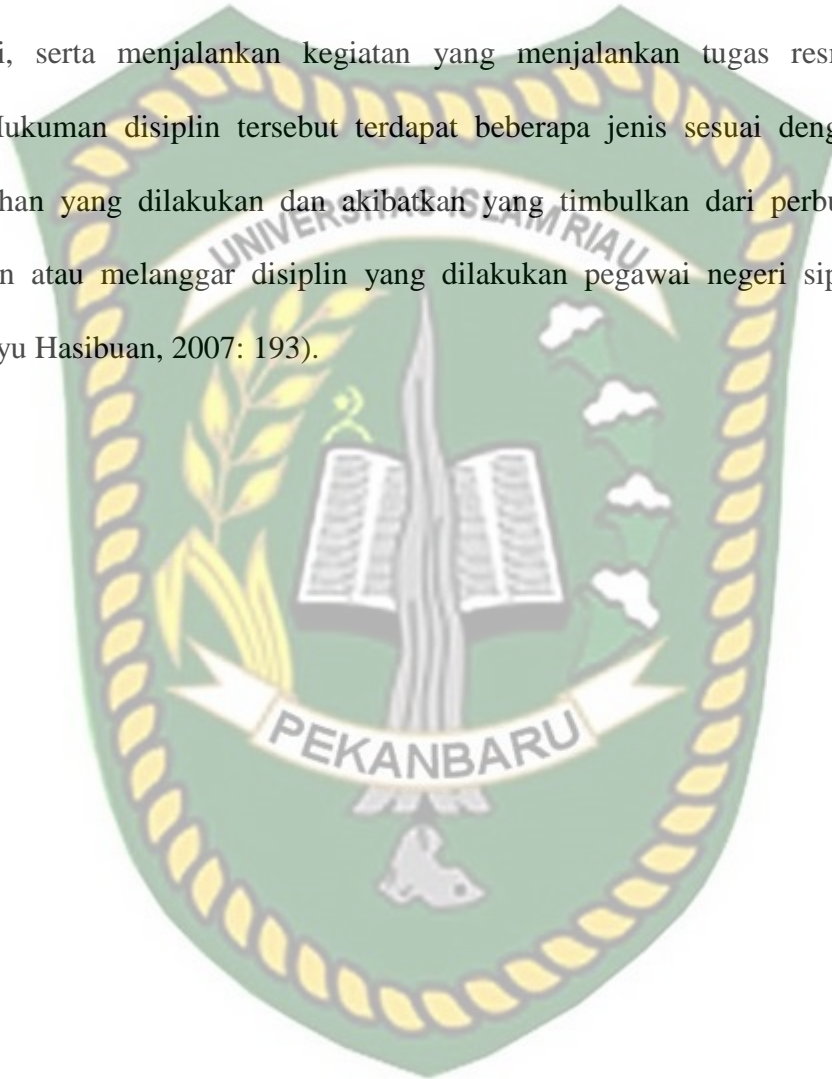 i, serta menjalankan kegiatan yang menjalankan tugas resr
Hukuman disiplin tersebut terdapat beberapa jenis sesuai deng
han yang dilakukan dan akibatkan yang timbulkan dari perbu
UNIVERSITAS ISLAM RIAU
n atau melanggar disiplin yang dilakukan pegawai negeri sip
yu Hasibuan, 2007: 193).
PEKANBARU